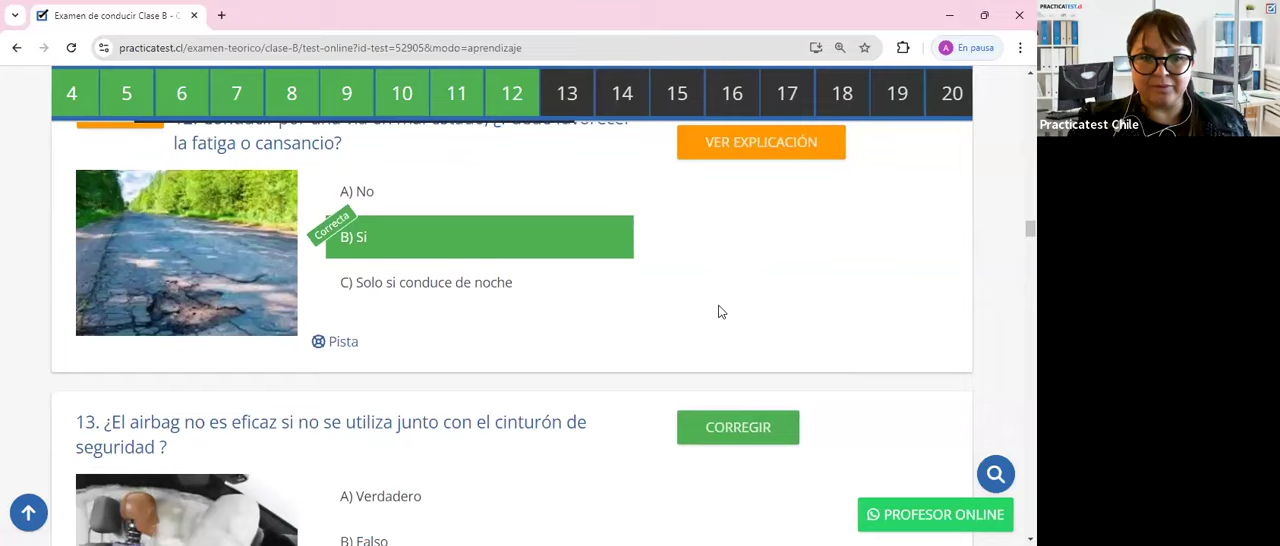 Examen de conducir Clase B - C
practicatest.cl/examen-teorico/clase-B/test-online?id-test=52905&modo=aprendizaje
A
En pausa
PRACTICATEST.cl
Practicatest Chile
4 5 6 7 8 9 10 11 12 13 14 15 16 17 18 19 20
la fatiga o cansancio?
VER EXPLICACIÓN
A) No
Correcta
B) Si
C) Solo si conduce de noche
Pista
13. ¿El airbag no es eficaz si no se utiliza junto con el cinturón de
seguridad ?
CORREGIR
A) Verdadero
B) Falso
PROFESOR ONLINE